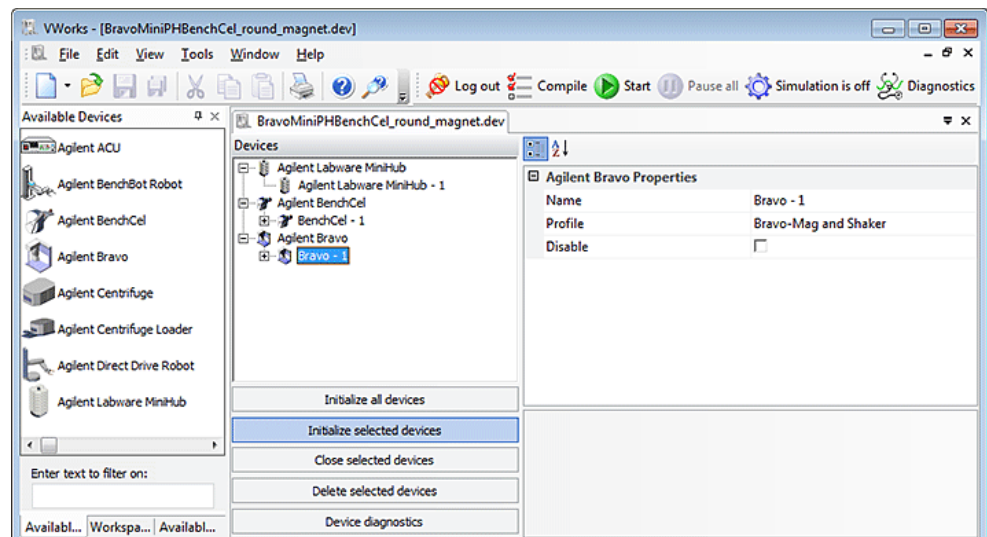 VWorks - [BravoMiniPHBenchCel_round_magnet.dev]
File Edit View Tools Window Help
Log out Compile Start Pause all Simulation is off Diagnostics
Available Devices
Agilent ACU
Agilent BenchBot Robot
Agilent BenchCel
Agilent Bravo
Agilent Centrifuge
Agilent Centrifuge Loader
Agilent Direct Drive Robot
Agilent Labware MiniHub
Enter text to filter on:
Availabl... Workspa... Availabl...
BravoMiniPHBenchCel_round_magnet.dev
Devices
Agilent Labware MiniHub
Agilent Labware MiniHub - 1
Agilent BenchCel
BenchCel - 1
Agilent Bravo
Bravo - 1
Initialize all devices
Initialize selected devices
Close selected devices
Delete selected devices
Device diagnostics
Agilent Bravo Properties
Name Bravo - 1
Profile Bravo-Mag and Shaker
Disable